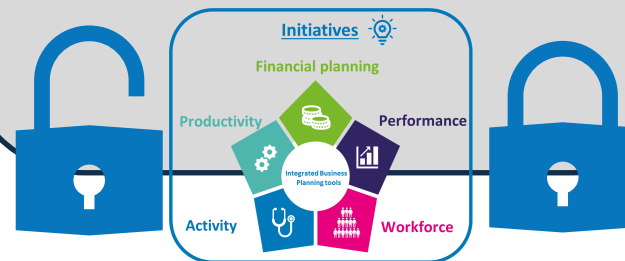 Initiatives
Financial planning
Productivity
Performance
Integrated Business
Planning tools
Activity
Workforce